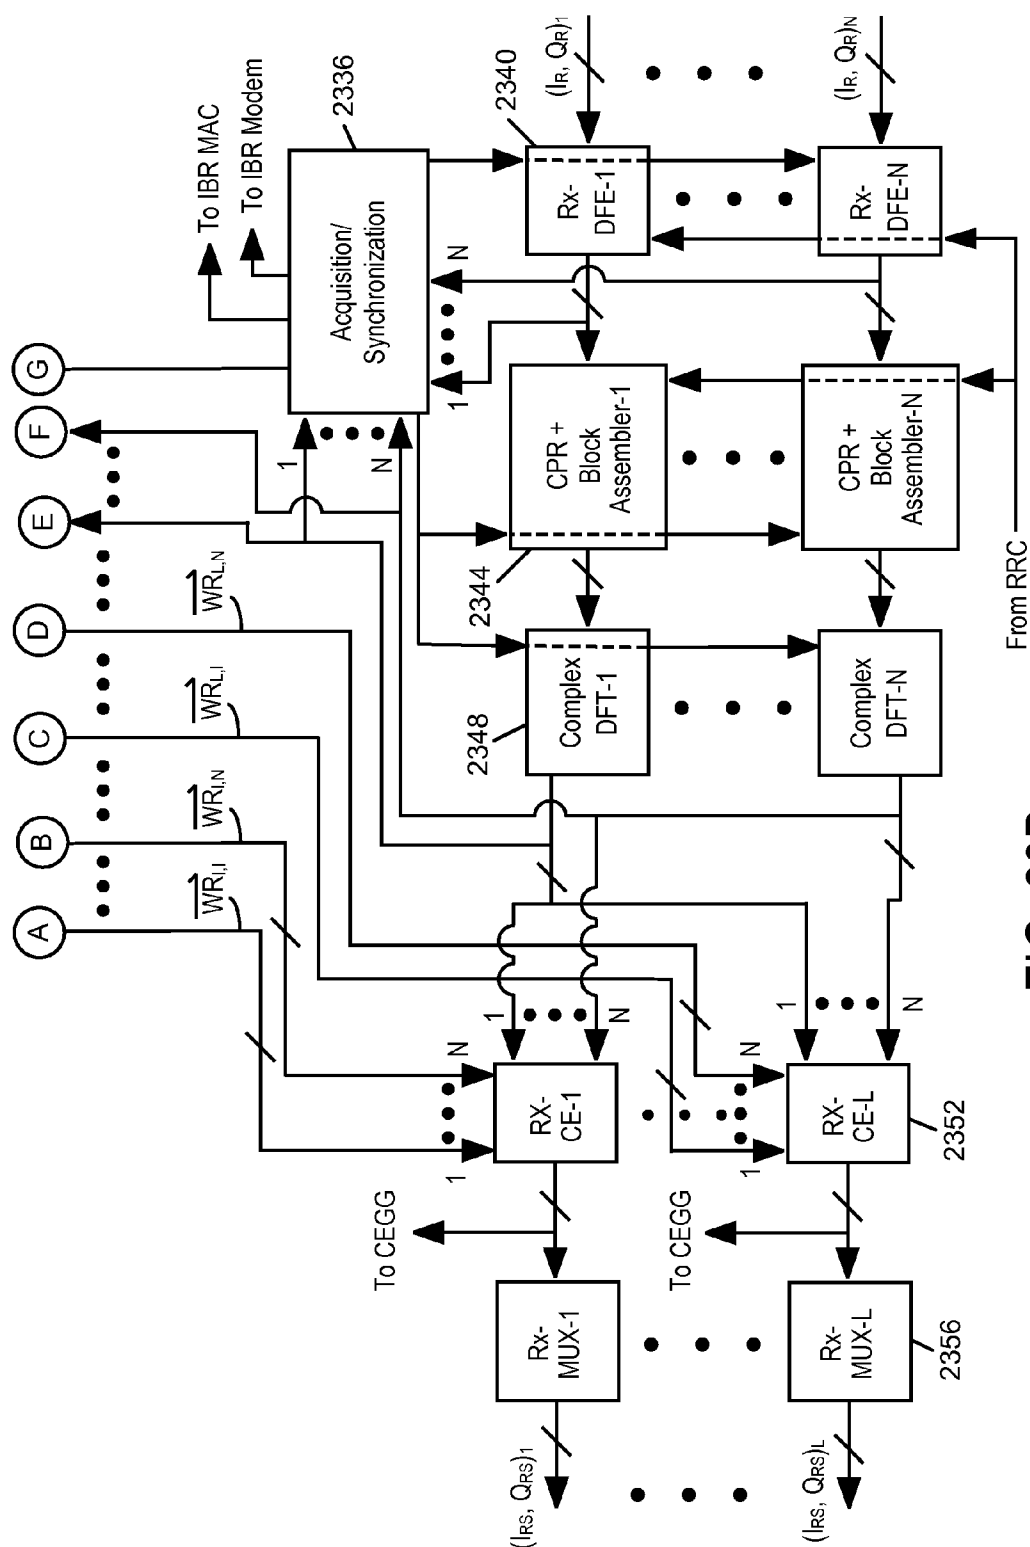 A
B
C
D
E
F
G
WRI,I
WRI,N
WRL,I
WRL,N
To IBR MAC
To IBR Modem
2336
Acquisition/
Synchronization
1
N
1
N
2340
(IR, QR)1
(IR, QR)N
Rx-
DFE-1
Rx-
DFE-N
CPR +
Block
Assembler-1
2344
CPR +
Block
Assembler-N
From RRC
Complex
DFT-1
2348
Complex
DFT-N
1
N
1
N
RX-
CE-1
1
N
1
N
RX-
CE-L
2352
To CEGG
To CEGG
Rx-
MUX-1
Rx-
MUX-L
2356
(IRS, QRS)1
(IRS, QRS)L